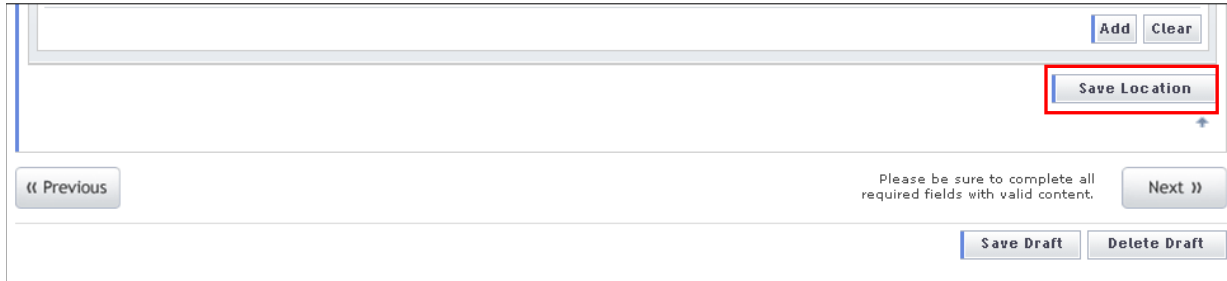 Add Clear
Save Location
« Previous
Please be sure to complete all
required fields with valid content.
Next »
Save Draft Delete Draft